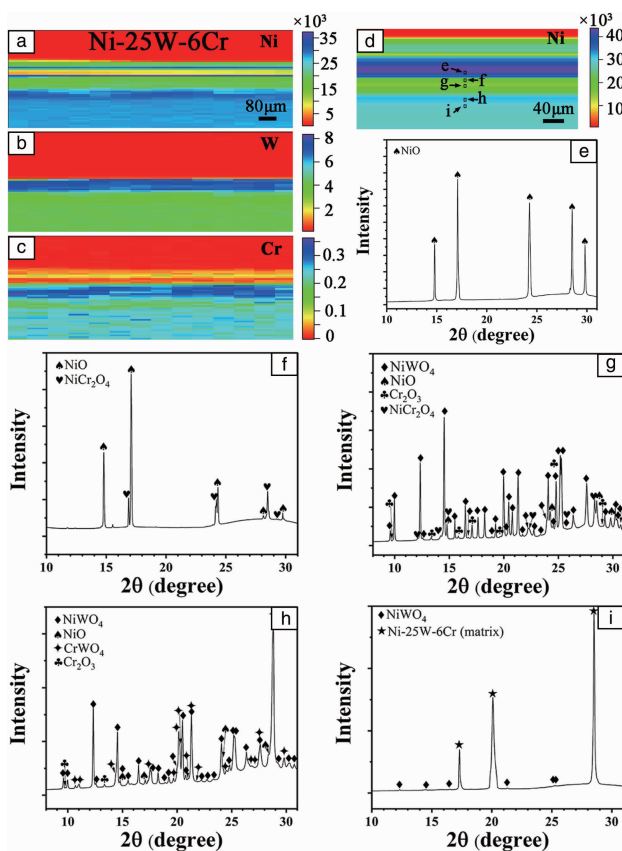 a
Ni-25W-6Cr
Ni
80μm
×10³
35
30
25
20
15
10
5
b
W
8
6
4
2
c
Cr
0.3
0.2
0.1
0
d
Ni
e
f
g
h
i
40μm
×10³
40
30
20
10
♠NiO
e
Intensity
10 15 20 25 30
2θ (degree)
f
♠NiO
♥NiCr₂O₄
Intensity
10 15 20 25 30
2θ (degree)
g
♦NiWO₄
♠NiO
♣Cr₂O₃
♥NiCr₂O₄
Intensity
10 15 20 25 30
2θ (degree)
h
♦NiWO₄
♠NiO
✦CrWO₄
♣Cr₂O₃
Intensity
10 15 20 25 30
2θ (degree)
i
♦NiWO₄
★Ni-25W-6Cr (matrix)
Intensity
10 15 20 25 30
2θ (degree)